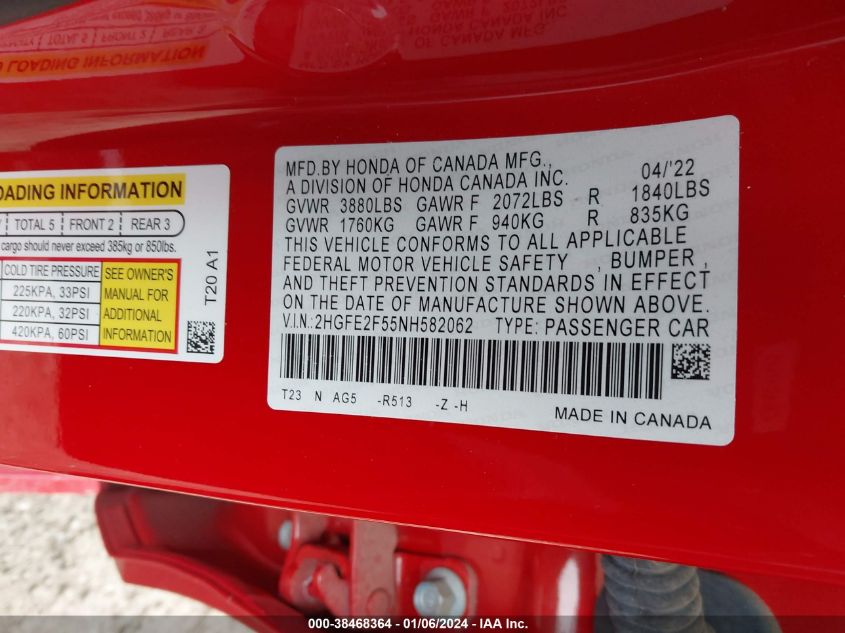 OF CANADA MFG.
LOADING INFORMATION
TOTAL 5 FRONT 2 REAR 3
cargo should never exceed 385kg or 850lbs.
COLD TIRE PRESSURE
225KPA, 33PSI
220KPA, 32PSI
420KPA, 60PSI
SEE OWNER'S
MANUAL FOR
ADDITIONAL
INFORMATION
T20 A1
MFD.BY HONDA OF CANADA MFG., 04/'22
A DIVISION OF HONDA CANADA INC.
GVWR 3880LBS GAWR F 2072LBS R 1840LBS
GVWR 1760KG GAWR F 940KG R 835KG
THIS VEHICLE CONFORMS TO ALL APPLICABLE
FEDERAL MOTOR VEHICLE SAFETY , BUMPER ,
AND THEFT PREVENTION STANDARDS IN EFFECT
ON THE DATE OF MANUFACTURE SHOWN ABOVE.
V.I.N.:2HGFE2F55NH582062 TYPE: PASSENGER CAR
T23 N AG5 -R513 -Z -H
MADE IN CANADA
000-38468364 - 01/06/2024 - IAA Inc.